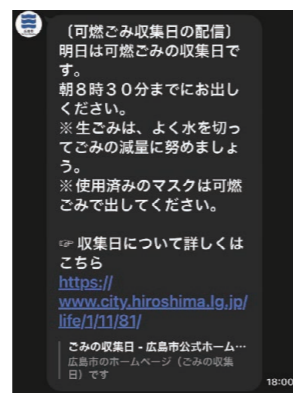 〔可燃ごみ収集日の配信〕
明日は可燃ごみの収集日で
す。
朝8時30分までにお出し
ください。
※生ごみは、よく水を切っ
てごみの減量に努めましょ
う。
※使用済みのマスクは可燃
ごみで出してください。
☞収集日について詳しくは
こちら
https://
www.city.hiroshima.lg.jp/
life/1/11/81/
ごみの収集日 - 広島市公式ホーム…
広島市のホームページ（ごみの収集
日）です
18:00